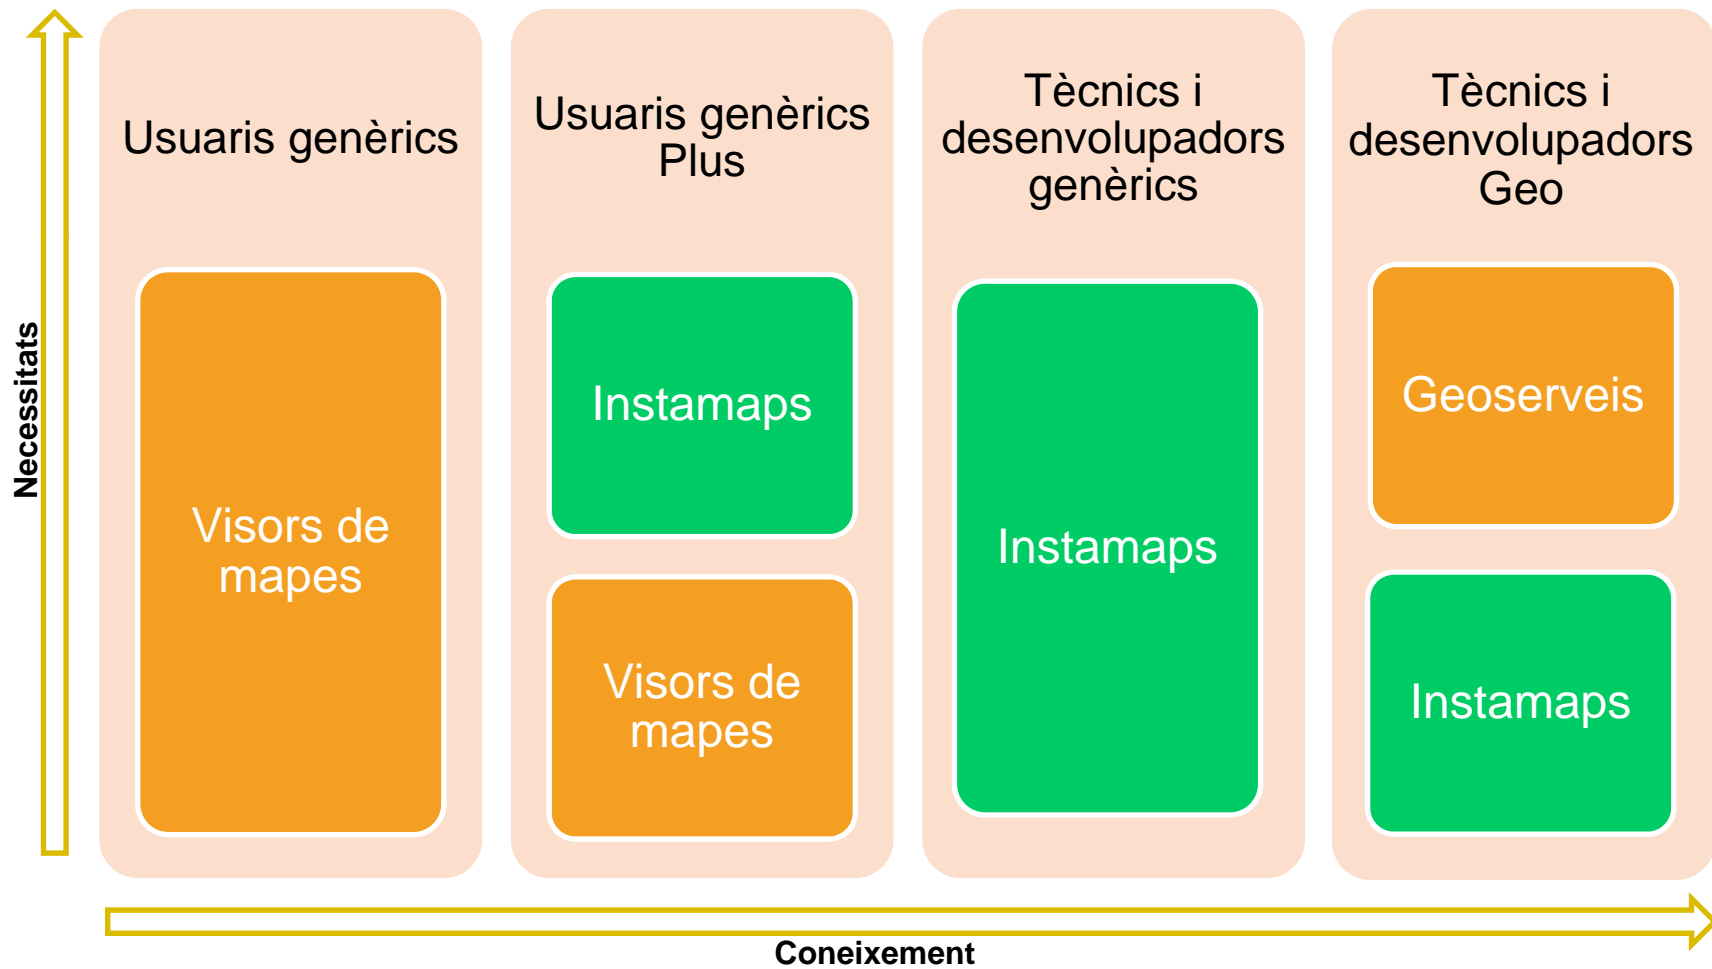 Necessitats
Usuaris genèrics
Visors de
mapes
Usuaris genèrics
Plus
Instamaps
Visors de
mapes
Tècnics i
desenvolupadors
genèrics
Instamaps
Tècnics i
desenvolupadors
Geo
Geoserveis
Instamaps
Coneixement